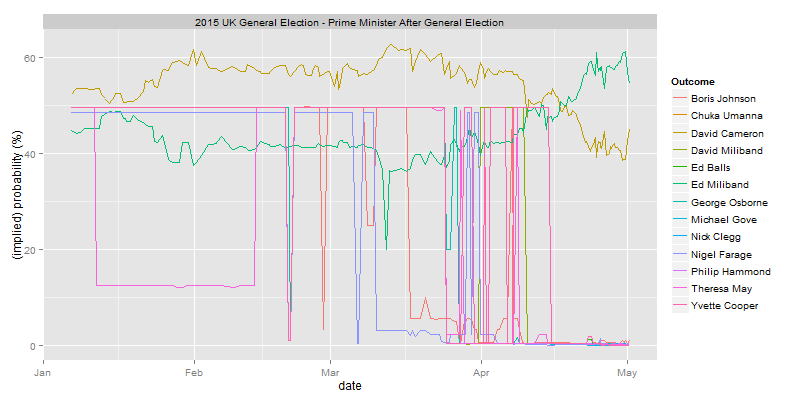 2015 UK General Election - Prime Minister After General Election
60
40
20
0
(implied) probability (%)
Jan
Feb
Mar
Apr
May
date
Outcome
Boris Johnson
Chuka Umanna
David Cameron
David Miliband
Ed Balls
Ed Miliband
George Osborne
Michael Gove
Nick Clegg
Nigel Farage
Philip Hammond
Theresa May
Yvette Cooper